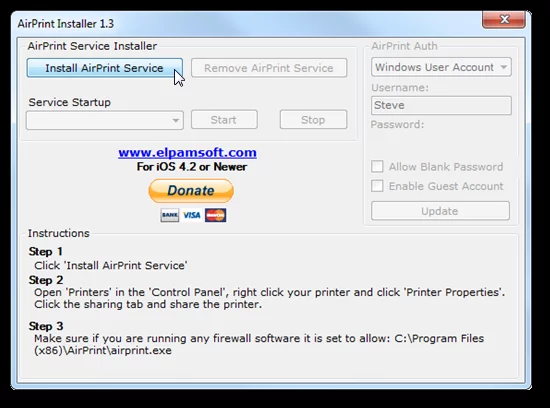 AirPrint Installer 1.3
AirPrint Service Installer
Install AirPrint Service
Remove AirPrint Service
Service Startup
Start
Stop
AirPrint Auth
Windows User Account
Username:
Steve
Password:
Allow Blank Password
Enable Guest Account
Update
www.elpamsoft.com
For iOS 4.2 or Newer
Donate
BANK VISA
Instructions
Step 1
Click 'Install AirPrint Service'
Step 2
Open 'Printers' in the 'Control Panel', right click your printer and click 'Printer Properties'.
Click the sharing tab and share the printer.
Step 3
Make sure if you are running any firewall software it is set to allow: C:\Program Files
(x86)\AirPrint\airprint.exe